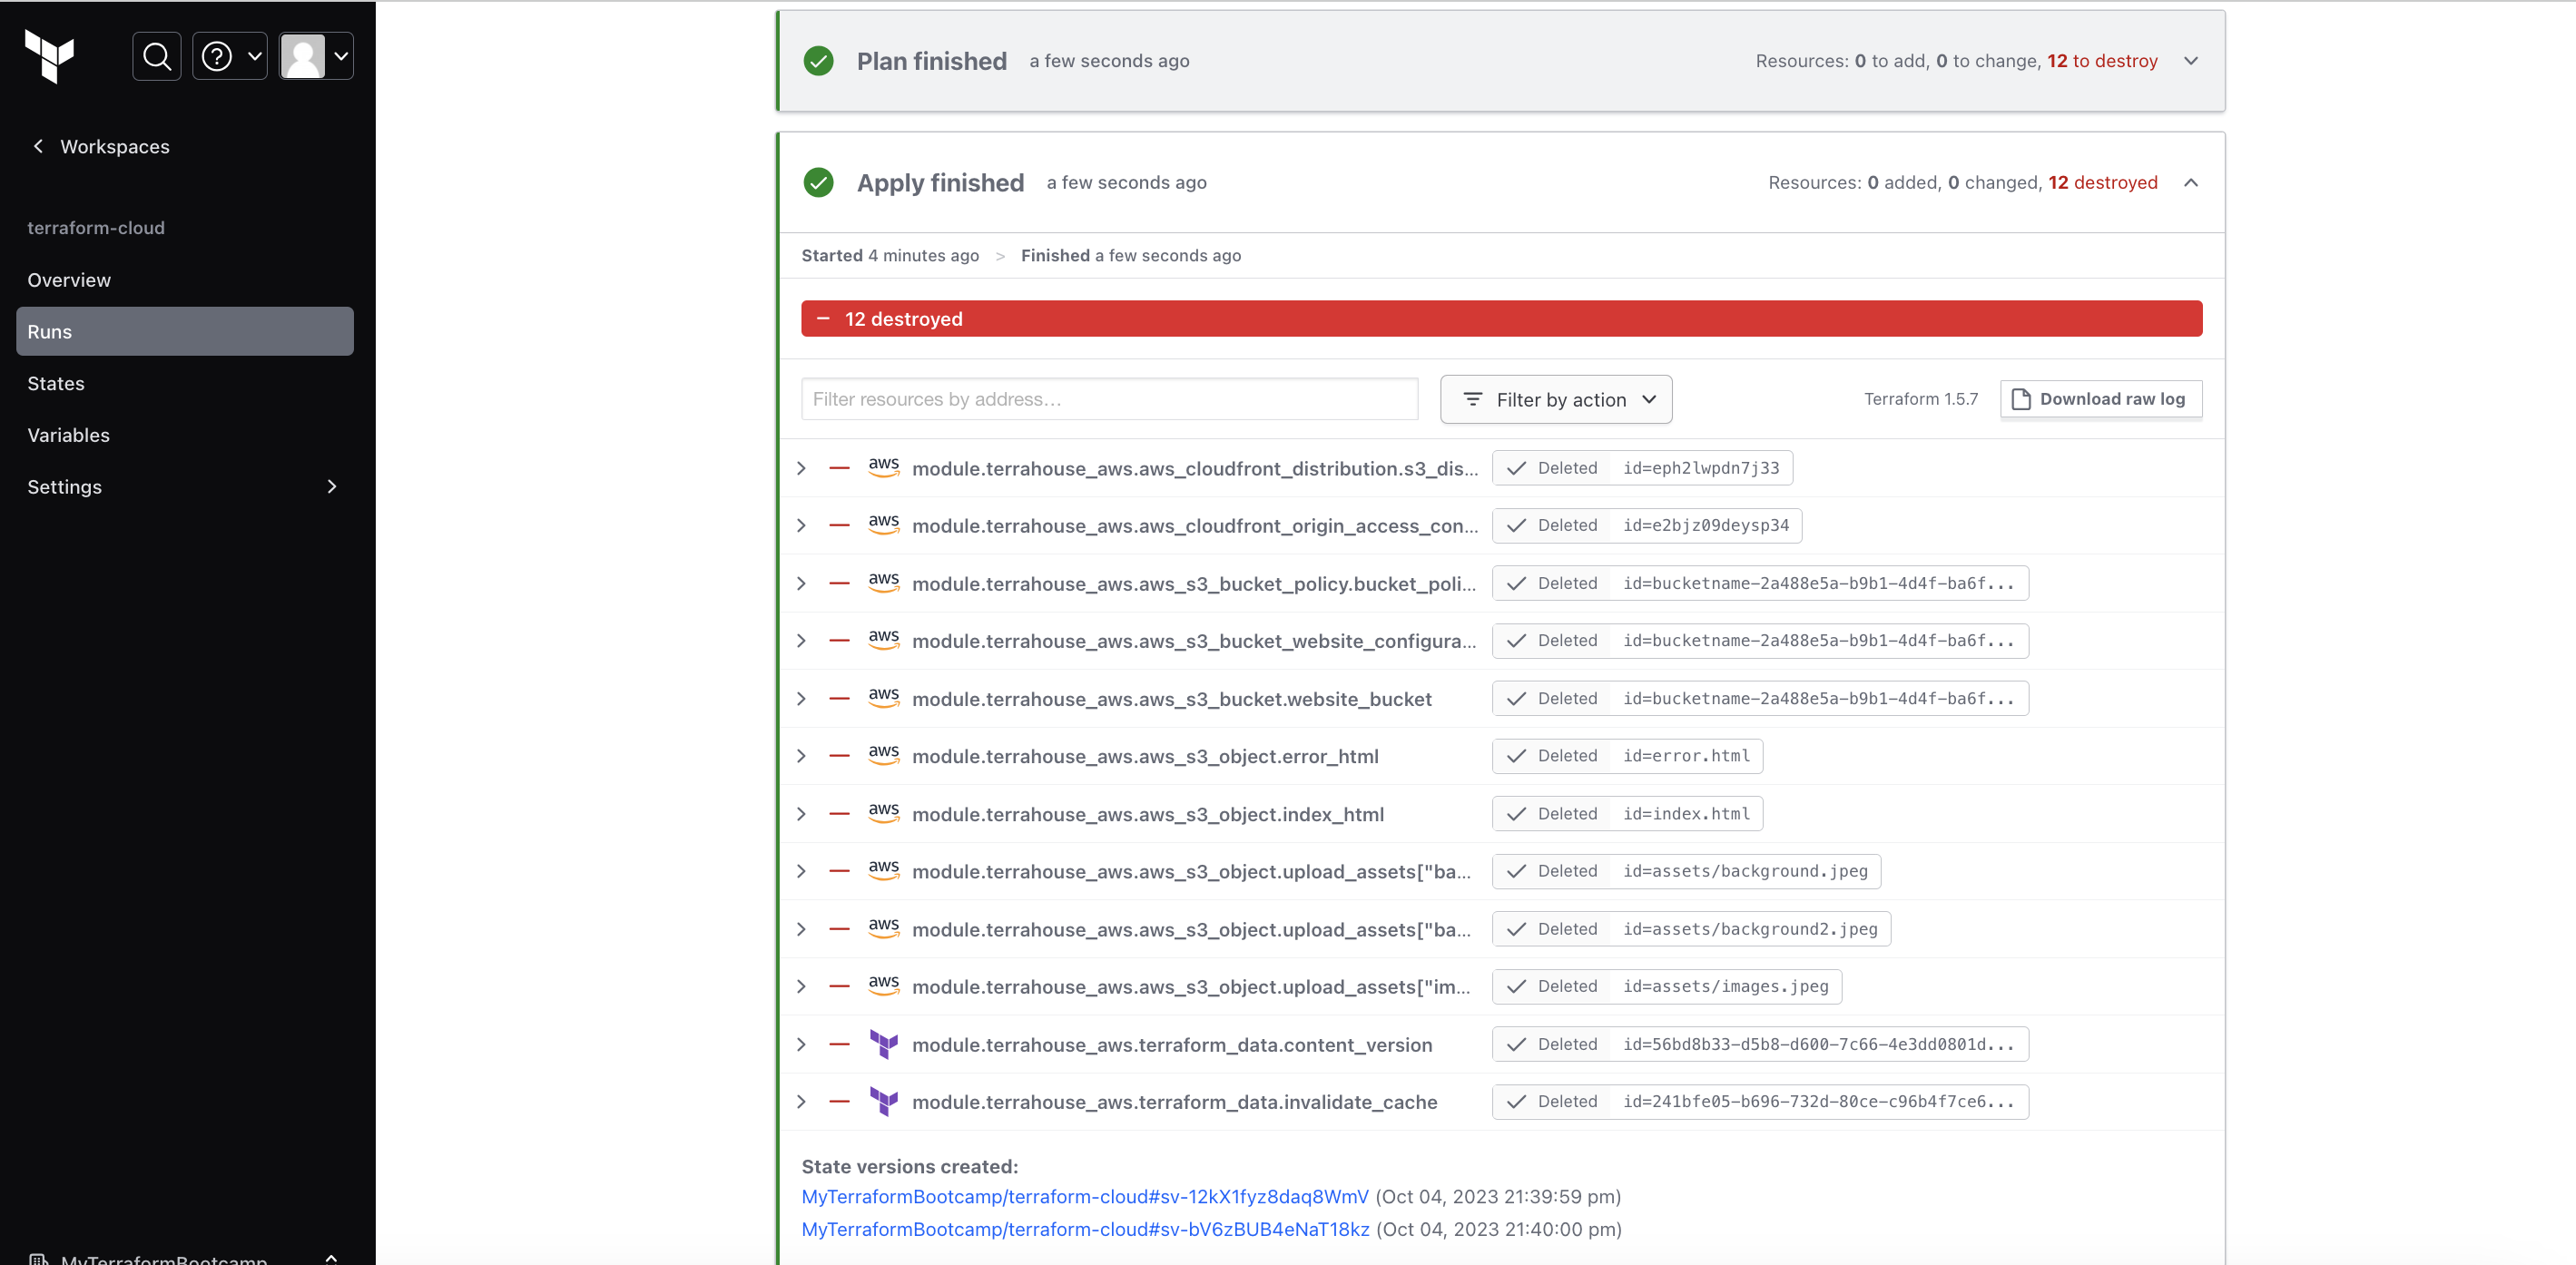 Workspaces
terraform-cloud
Overview
Runs
States
Variables
Settings
MyTerraformBootcamp
Plan finished a few seconds ago Resources: 0 to add, 0 to change, 12 to destroy
Apply finished a few seconds ago Resources: 0 added, 0 changed, 12 destroyed
Started 4 minutes ago > Finished a few seconds ago
12 destroyed
Filter resources by address... Filter by action Terraform 1.5.7 Download raw log
aws module.terrahouse_aws.aws_cloudfront_distribution.s3_dis... Deleted id=eph2lwpdn7j33
aws module.terrahouse_aws.aws_cloudfront_origin_access_con... Deleted id=e2bjz09deysp34
aws module.terrahouse_aws.aws_s3_bucket_policy.bucket_poli... Deleted id=bucketname-2a488e5a-b9b1-4d4f-ba6f...
aws module.terrahouse_aws.aws_s3_bucket_website_configura... Deleted id=bucketname-2a488e5a-b9b1-4d4f-ba6f...
aws module.terrahouse_aws.aws_s3_bucket.website_bucket Deleted id=bucketname-2a488e5a-b9b1-4d4f-ba6f...
aws module.terrahouse_aws.aws_s3_object.error_html Deleted id=error.html
aws module.terrahouse_aws.aws_s3_object.index_html Deleted id=index.html
aws module.terrahouse_aws.aws_s3_object.upload_assets["ba... Deleted id=assets/background.jpeg
aws module.terrahouse_aws.aws_s3_object.upload_assets["ba... Deleted id=assets/background2.jpeg
aws module.terrahouse_aws.aws_s3_object.upload_assets["im... Deleted id=assets/images.jpeg
module.terrahouse_aws.terraform_data.content_version Deleted id=56bd8b33-d5b8-d600-7c66-4e3dd0801d...
module.terrahouse_aws.terraform_data.invalidate_cache Deleted id=241bfe05-b696-732d-80ce-c96b4f7ce6...
State versions created:
MyTerraformBootcamp/terraform-cloud#sv-12kX1fyz8daq8WmV (Oct 04, 2023 21:39:59 pm)
MyTerraformBootcamp/terraform-cloud#sv-bV6zBUB4eNaT18kz (Oct 04, 2023 21:40:00 pm)